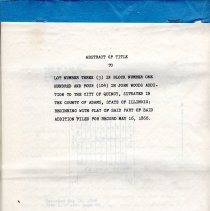 ABSTRACT OF TITLE
TO
LOT NUMBER THREE (3) IN BLOCK NUMBER ONE
HUNDRED AND FOUR (104) IN JOHN WOODS ADDI-
TION TO THE CITY OF QUINCY, SITUATED IN
THE COUNTY OF ADAMS, STATE OF ILLINOIS;
BEGINNING WITH PLAT OF SAID PART OF SAID
ADDITION FILED FOR RECORD MAY 16, 1868.